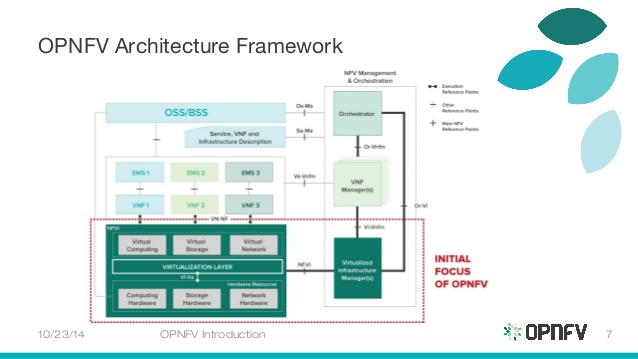 OPNFV Architecture Framework
NFV Management
& Orchestration
Execution
Reference Points
Other
Reference Points
Main NFV
Reference Points
OSS/BSS
Os-Ma
Orchestrator
Service, VNF and
Infrastructure Description
Se-Ma
Or-Vnfm
EMS 1
EMS 2
EMS 3
Ve-Vnfm
VNF
Manager(s)
VNF 1
VNF 2
VNF 3
Or-Vi
VN-NF
Vi-Vnfm
NFVI
Virtual
Computing
Virtual
Storage
Virtual
Network
VIRTUALIZATION LAYER
Nf-Vi
Virtualized
Infrastructure
Manager(s)
INITIAL
FOCUS
OF OPNFV
Vl-Ha
Hardware Resources
Computing
Hardware
Storage
Hardware
Network
Hardware
10/23/14
OPNFV Introduction
OPNFV
7